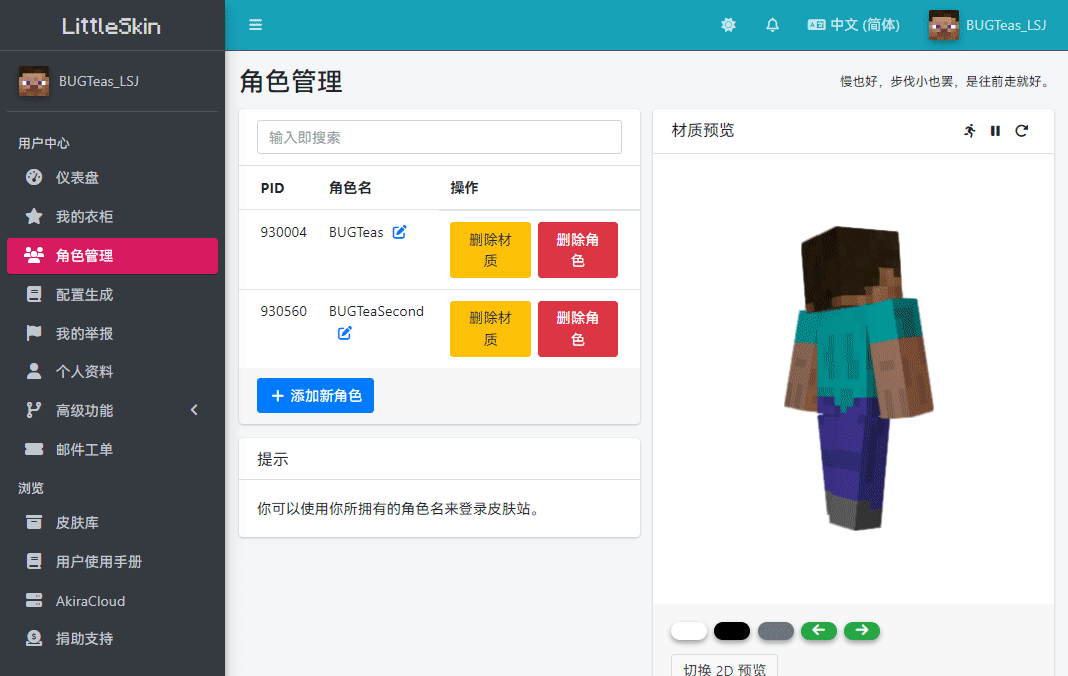 LittleSkin
中文 (简体)
BUGTeas_LSJ
BUGTeas_LSJ
用户中心
仪表盘
我的衣柜
角色管理
配置生成
我的举报
个人资料
高级功能
邮件工单
浏览
皮肤库
用户使用手册
AkiraCloud
捐助支持
角色管理
慢也好，步伐小也罢，是往前走就好。
输入即搜索
PID 角色名 操作
930004 BUGTeas 删除材
质 删除角
色
930560 BUGTeaSecond 删除材
质 删除角
色
添加新角色
提示
你可以使用你所拥有的角色名来登录皮肤站。
材质预览
切换 2D 预览